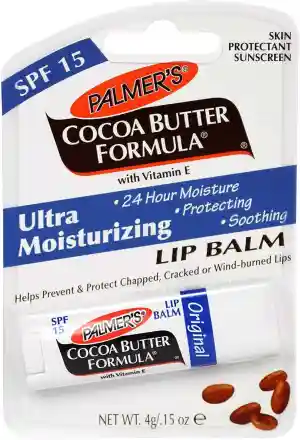 SPF 15
SKIN
PROTECTANT
SUNSCREEN
PALMER'S®
COCOA BUTTER
FORMULA®
with Vitamin E
Ultra
Moisturizing
• 24 Hour Moisture
• Protecting
• Soothing
LIP BALM
Helps Prevent & Protect Chapped, Cracked or Wind-burned Lips
SPF
15
PALMER'S®
LIP
BALM
COCOA BUTTER
FORMULA®
with Vitamin E
Original
NET WT. 4g/.15 oz ℮